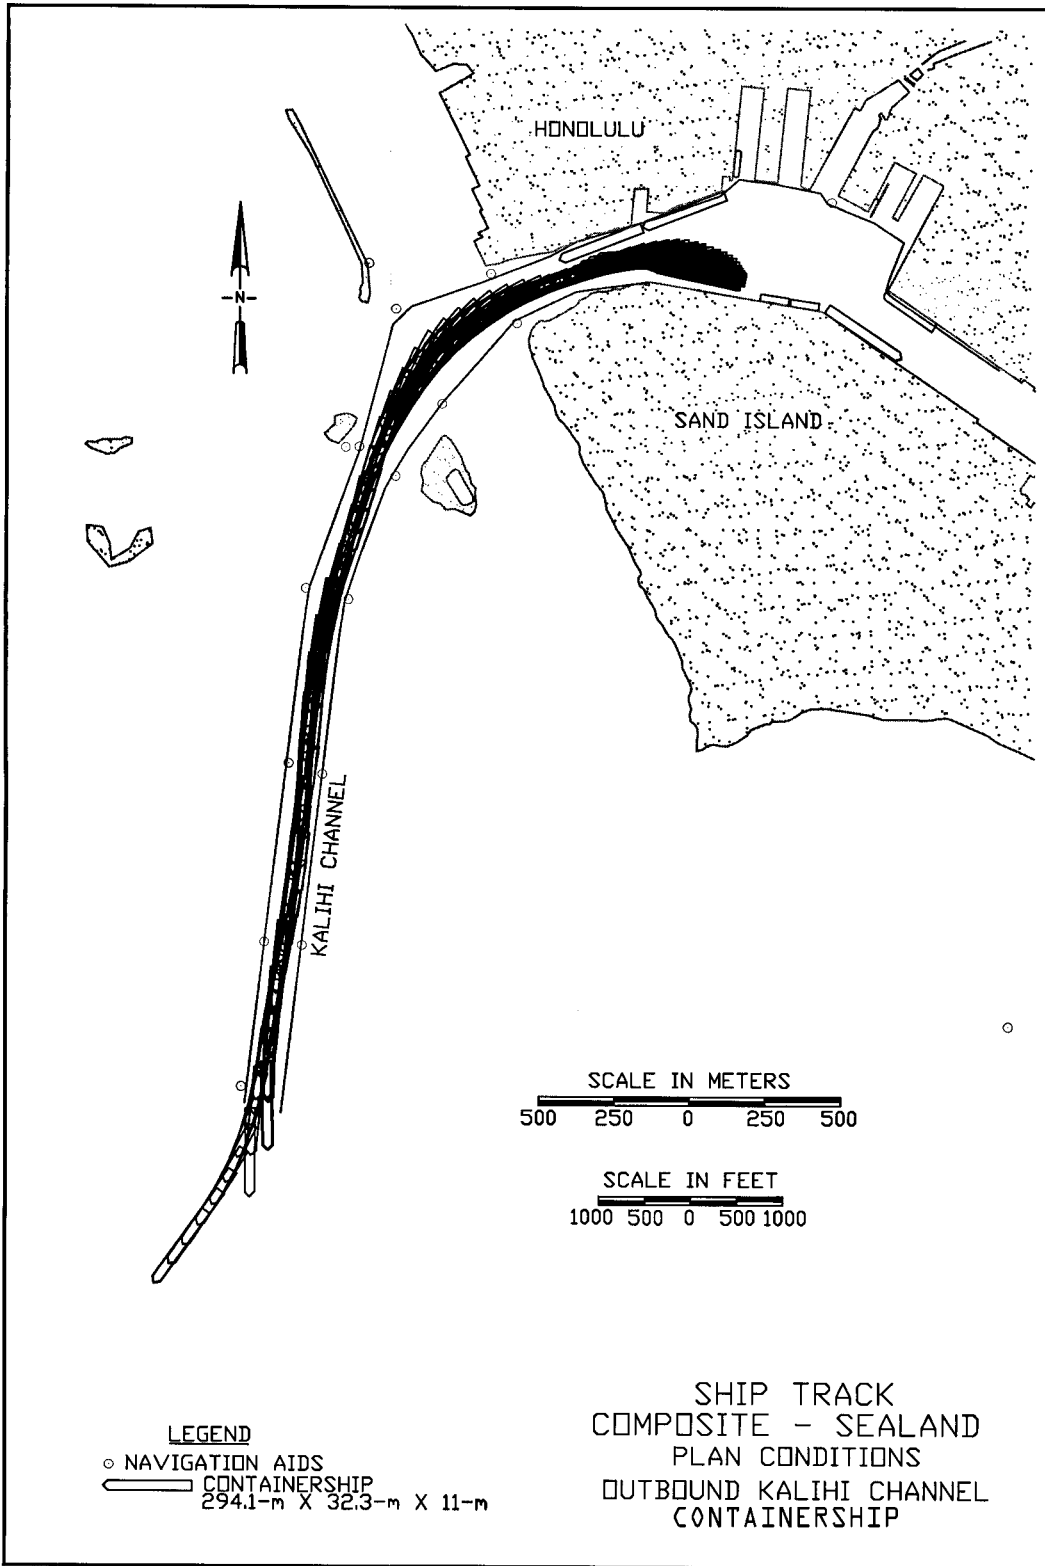 HONOLULU
-N-
SAND ISLAND
KALIHI CHANNEL
SCALE IN METERS
500 250 0 250 500
SCALE IN FEET
1000 500 0 500 1000
SHIP TRACK
COMPOSITE - SEALAND
PLAN CONDITIONS
OUTBOUND KALIHI CHANNEL
CONTAINERSHIP
LEGEND
NAVIGATION AIDS
CONTAINERSHIP
294.1-m X 32.3-m X 11-m